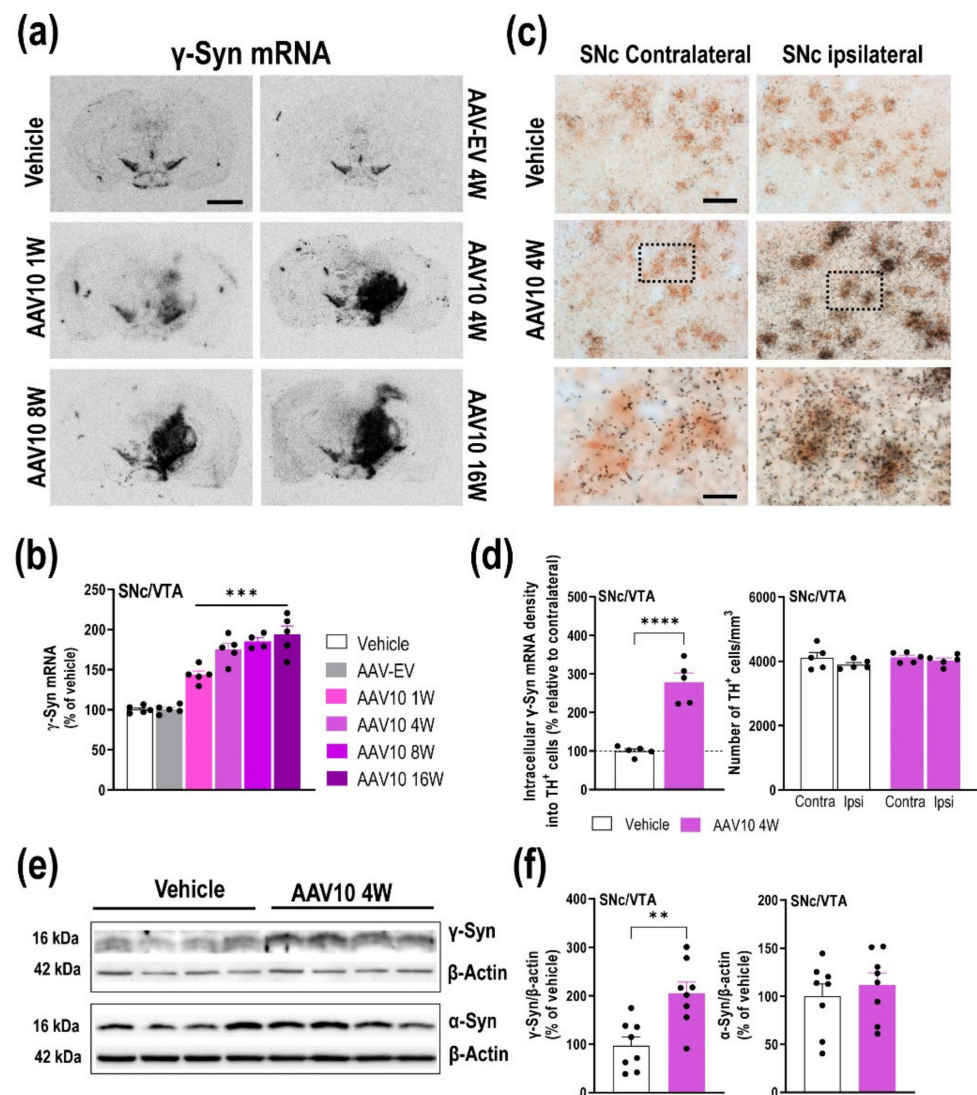 (a)
γ-Syn mRNA
Vehicle
AAV-EV 4W
AAV10 1W
AAV10 4W
AAV10 8W
AAV10 16W
(c)
SNc Contralateral
SNc ipsilateral
Vehicle
AAV10 4W
(b)
SNc/VTA
***
γ-Syn mRNA
(% of vehicle)
250
200
150
100
50
0
Vehicle
AAV-EV
AAV10 1W
AAV10 4W
AAV10 8W
AAV10 16W
(d)
SNc/VTA
****
Intracellular γ-Syn mRNA density
into TH⁺ cells (% relative to contralateral)
500
400
300
200
100
0
Vehicle
AAV10 4W
SNc/VTA
Number of TH⁺ cells/mm³
6000
4000
2000
0
Contra Ipsi
Contra Ipsi
(e)
Vehicle
AAV10 4W
16 kDa
γ-Syn
42 kDa
β-Actin
16 kDa
α-Syn
42 kDa
β-Actin
(f)
SNc/VTA
**
γ-Syn/β-actin
(% of vehicle)
400
300
200
100
0
SNc/VTA
α-Syn/β-actin
(% of vehicle)
200
150
100
50
0